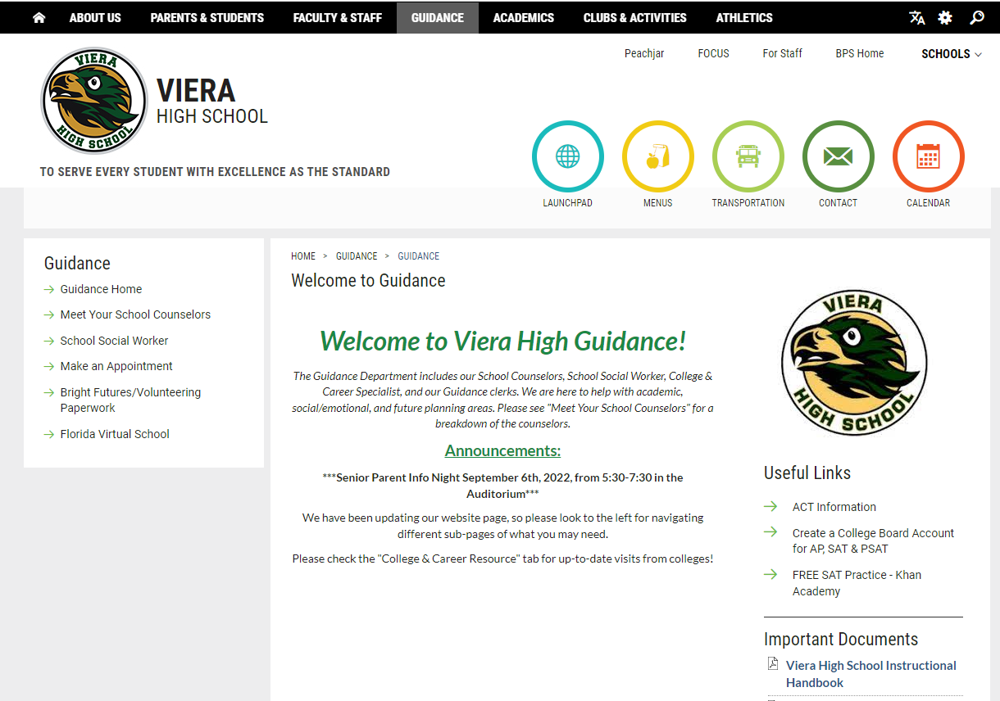 ABOUT US PARENTS & STUDENTS FACULTY & STAFF GUIDANCE ACADEMICS CLUBS & ACTIVITIES ATHLETICS
Peachjar FOCUS For Staff BPS Home SCHOOLS
VIERA
HIGH SCHOOL
VIERA
HIGH SCHOOL
TO SERVE EVERY STUDENT WITH EXCELLENCE AS THE STANDARD
LAUNCHPAD MENUS TRANSPORTATION CONTACT CALENDAR
Guidance
Guidance Home
Meet Your School Counselors
School Social Worker
Make an Appointment
Bright Futures/Volunteering
Paperwork
Florida Virtual School
HOME > GUIDANCE > GUIDANCE
Welcome to Guidance
Welcome to Viera High Guidance!
The Guidance Department includes our School Counselors, School Social Worker, College &
Career Specialist, and our Guidance clerks. We are here to help with academic,
social/emotional, and future planning areas. Please see "Meet Your School Counselors" for a
breakdown of the counselors.
Announcements:
***Senior Parent Info Night September 6th, 2022, from 5:30-7:30 in the
Auditorium***
We have been updating our website page, so please look to the left for navigating
different sub-pages of what you may need.
Please check the "College & Career Resource" tab for up-to-date visits from colleges!
VIERA
HIGH SCHOOL
Useful Links
ACT Information
Create a College Board Account
for AP, SAT & PSAT
FREE SAT Practice - Khan
Academy
Important Documents
Viera High School Instructional
Handbook